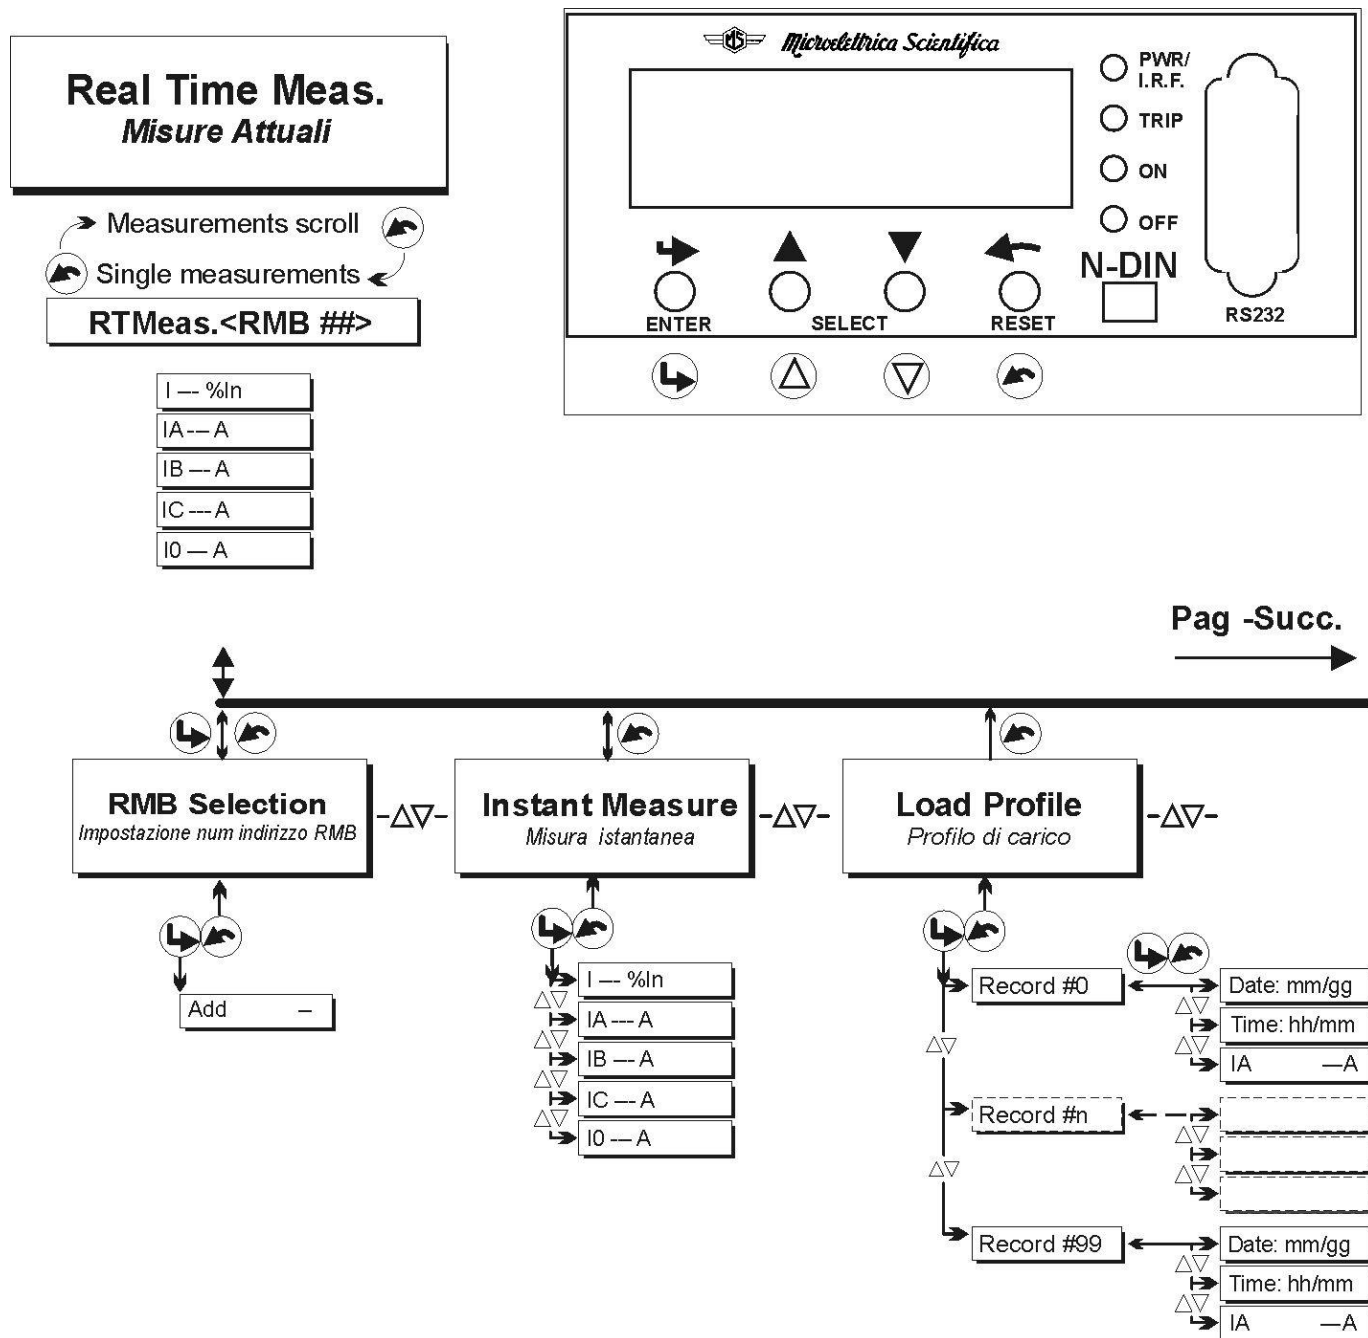 Real Time Meas.
Misure Attuali
Measurements scroll
Single measurements
RTMeas.<RMB ##>
I --- %In
IA --- A
IB --- A
IC --- A
I0 --- A
MS Microelettrica Scientifica
PWR/
I.R.F.
TRIP
ON
OFF
N-DIN
ENTER
SELECT
RESET
RS232
Pag -Succ.
RMB Selection
Impostazione num indirizzo RMB
Add –
Instant Measure
Misura istantanea
I --- %In
IA --- A
IB --- A
IC --- A
I0 --- A
Load Profile
Profilo di carico
Record #0
Date: mm/gg
Time: hh/mm
IA —A
Record #n
Record #99
Date: mm/gg
Time: hh/mm
IA —A